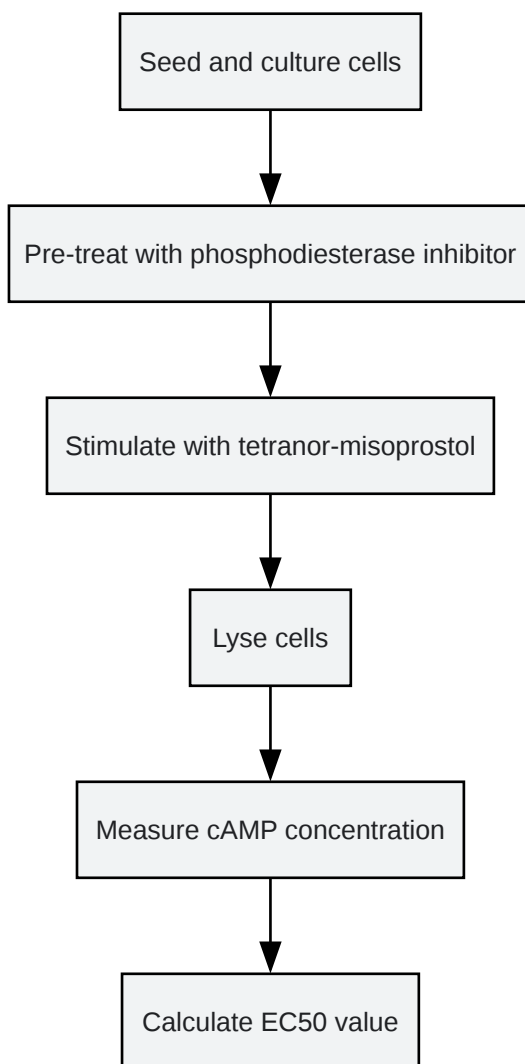 Seed and culture cells
Pre-treat with phosphodiesterase inhibitor
Stimulate with tetranor-misoprostol
Lyse cells
Measure cAMP concentration
Calculate EC50 value